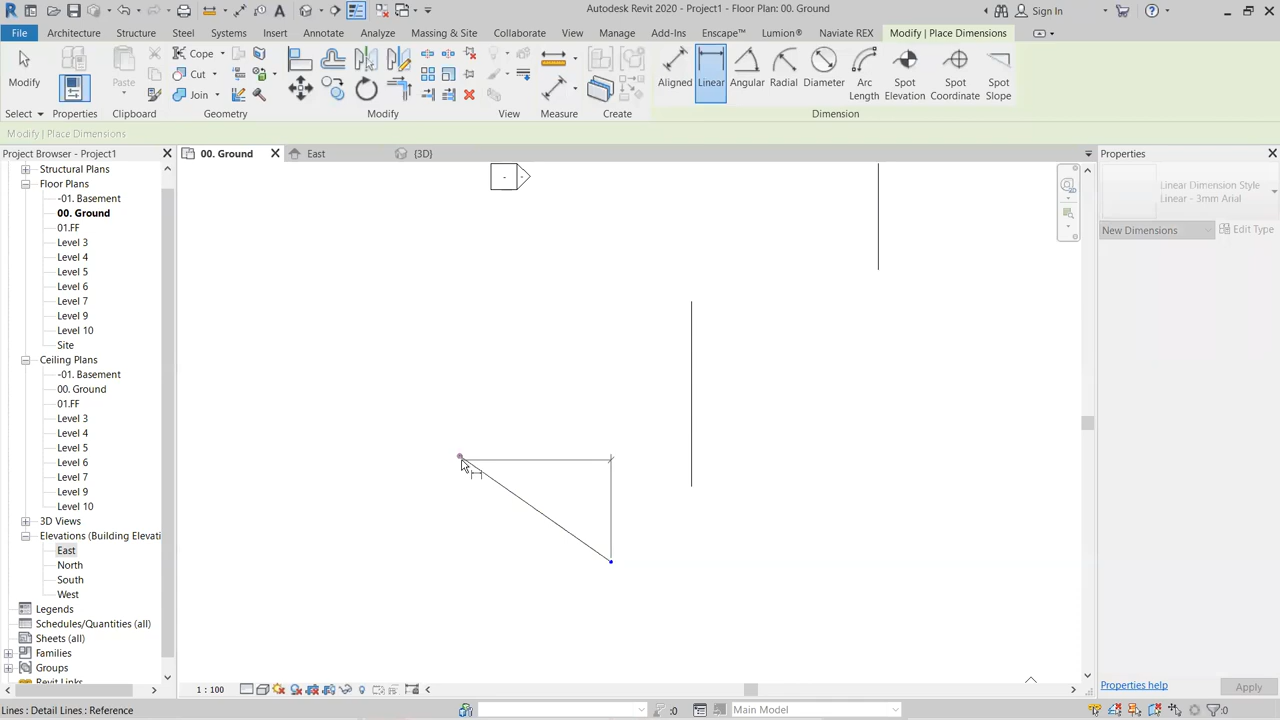 Autodesk Revit 2020 - Project1 - Floor Plan: 00. Ground
Sign In
File Architecture Structure Steel Systems Insert Annotate Analyze Massing & Site Collaborate View Manage Add-Ins Enscape™ Lumion® Naviate REX Modify | Place Dimensions
Modify Paste Cope Cut Join Aligned Linear Angular Radial Diameter Arc Length Spot Elevation Spot Coordinate Spot Slope
Select Properties Clipboard Geometry Modify View Measure Create Dimension
Modify | Place Dimensions
Project Browser - Project1
00. Ground
East
(3D)
Properties
Structural Plans
Floor Plans
-01. Basement
00. Ground
01.FF
Level 3
Level 4
Level 5
Level 6
Level 7
Level 9
Level 10
Site
Ceiling Plans
-01. Basement
00. Ground
01.FF
Level 3
Level 4
Level 5
Level 6
Level 7
Level 9
Level 10
3D Views
Elevations (Building Elevati
East
North
South
West
Legends
Schedules/Quantities (all)
Sheets (all)
Families
Groups
Revit Links
Linear Dimension Style
Linear - 3mm Arial
New Dimensions
Edit Type
Properties help
Apply
1 : 100
Lines : Detail Lines : Reference
:0
Main Model
:0